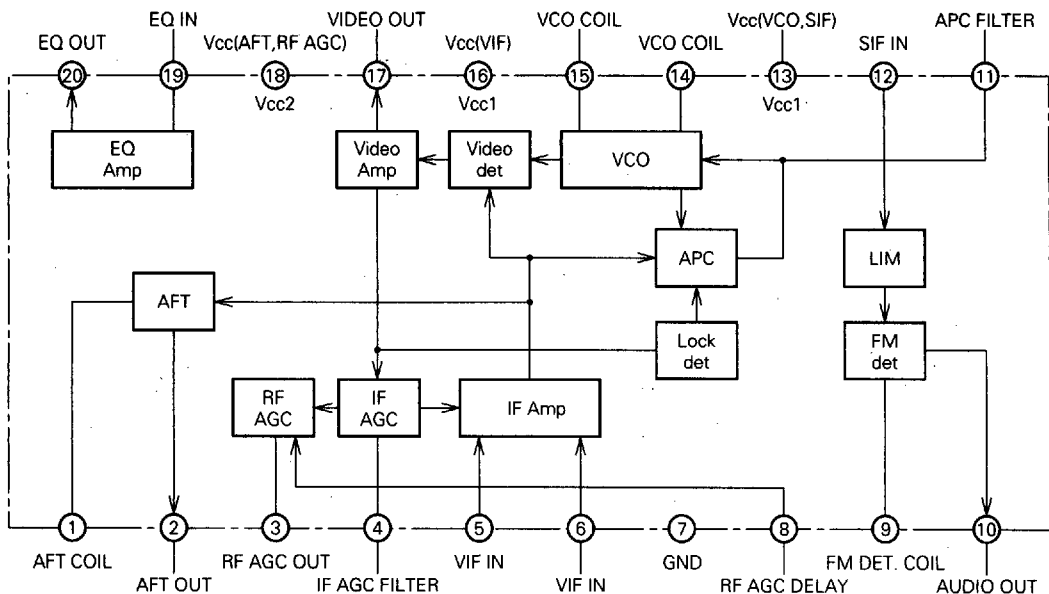 EQ IN
VIDEO OUT
VCO COIL
Vcc(VCO,SIF)
APC FILTER
EQ OUT
Vcc(AFT,RF AGC)
Vcc(VIF)
VCO COIL
SIF IN
20
19
18
17
16
15
14
13
12
11
Vcc2
Vcc1
Vcc1
EQ
Amp
Video
Amp
Video
det
VCO
APC
LIM
AFT
Lock
det
FM
det
RF
AGC
IF
AGC
IF Amp
1
2
3
4
5
6
7
8
9
10
AFT COIL
RF AGC OUT
VIF IN
GND
FM DET. COIL
AFT OUT
IF AGC FILTER
VIF IN
RF AGC DELAY
AUDIO OUT